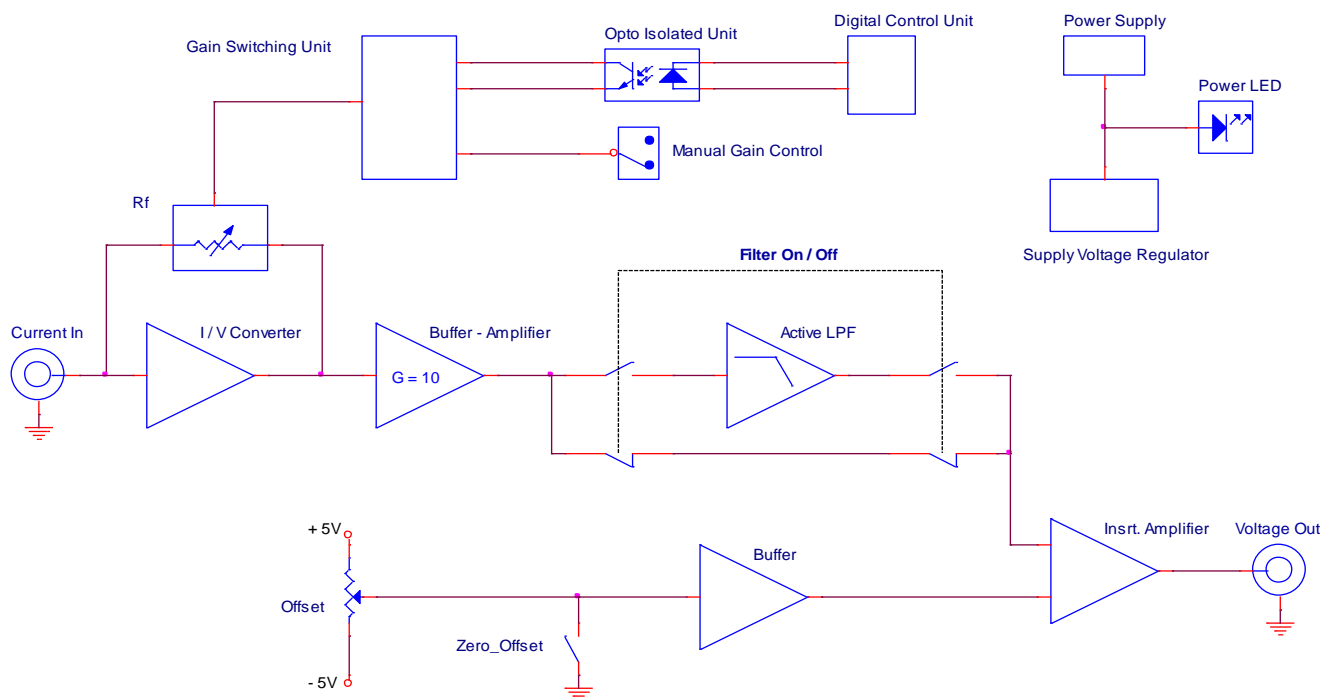 Digital Control Unit
Power Supply
Opto Isolated Unit
Gain Switching Unit
Power LED
Manual Gain Control
Rf
Filter On / Off
Supply Voltage Regulator
Current In
I / V Converter
Buffer - Amplifier
Active LPF
G = 10
+ 5V
Insrt. Amplifier
Voltage Out
Buffer
Offset
Zero_Offset
- 5V